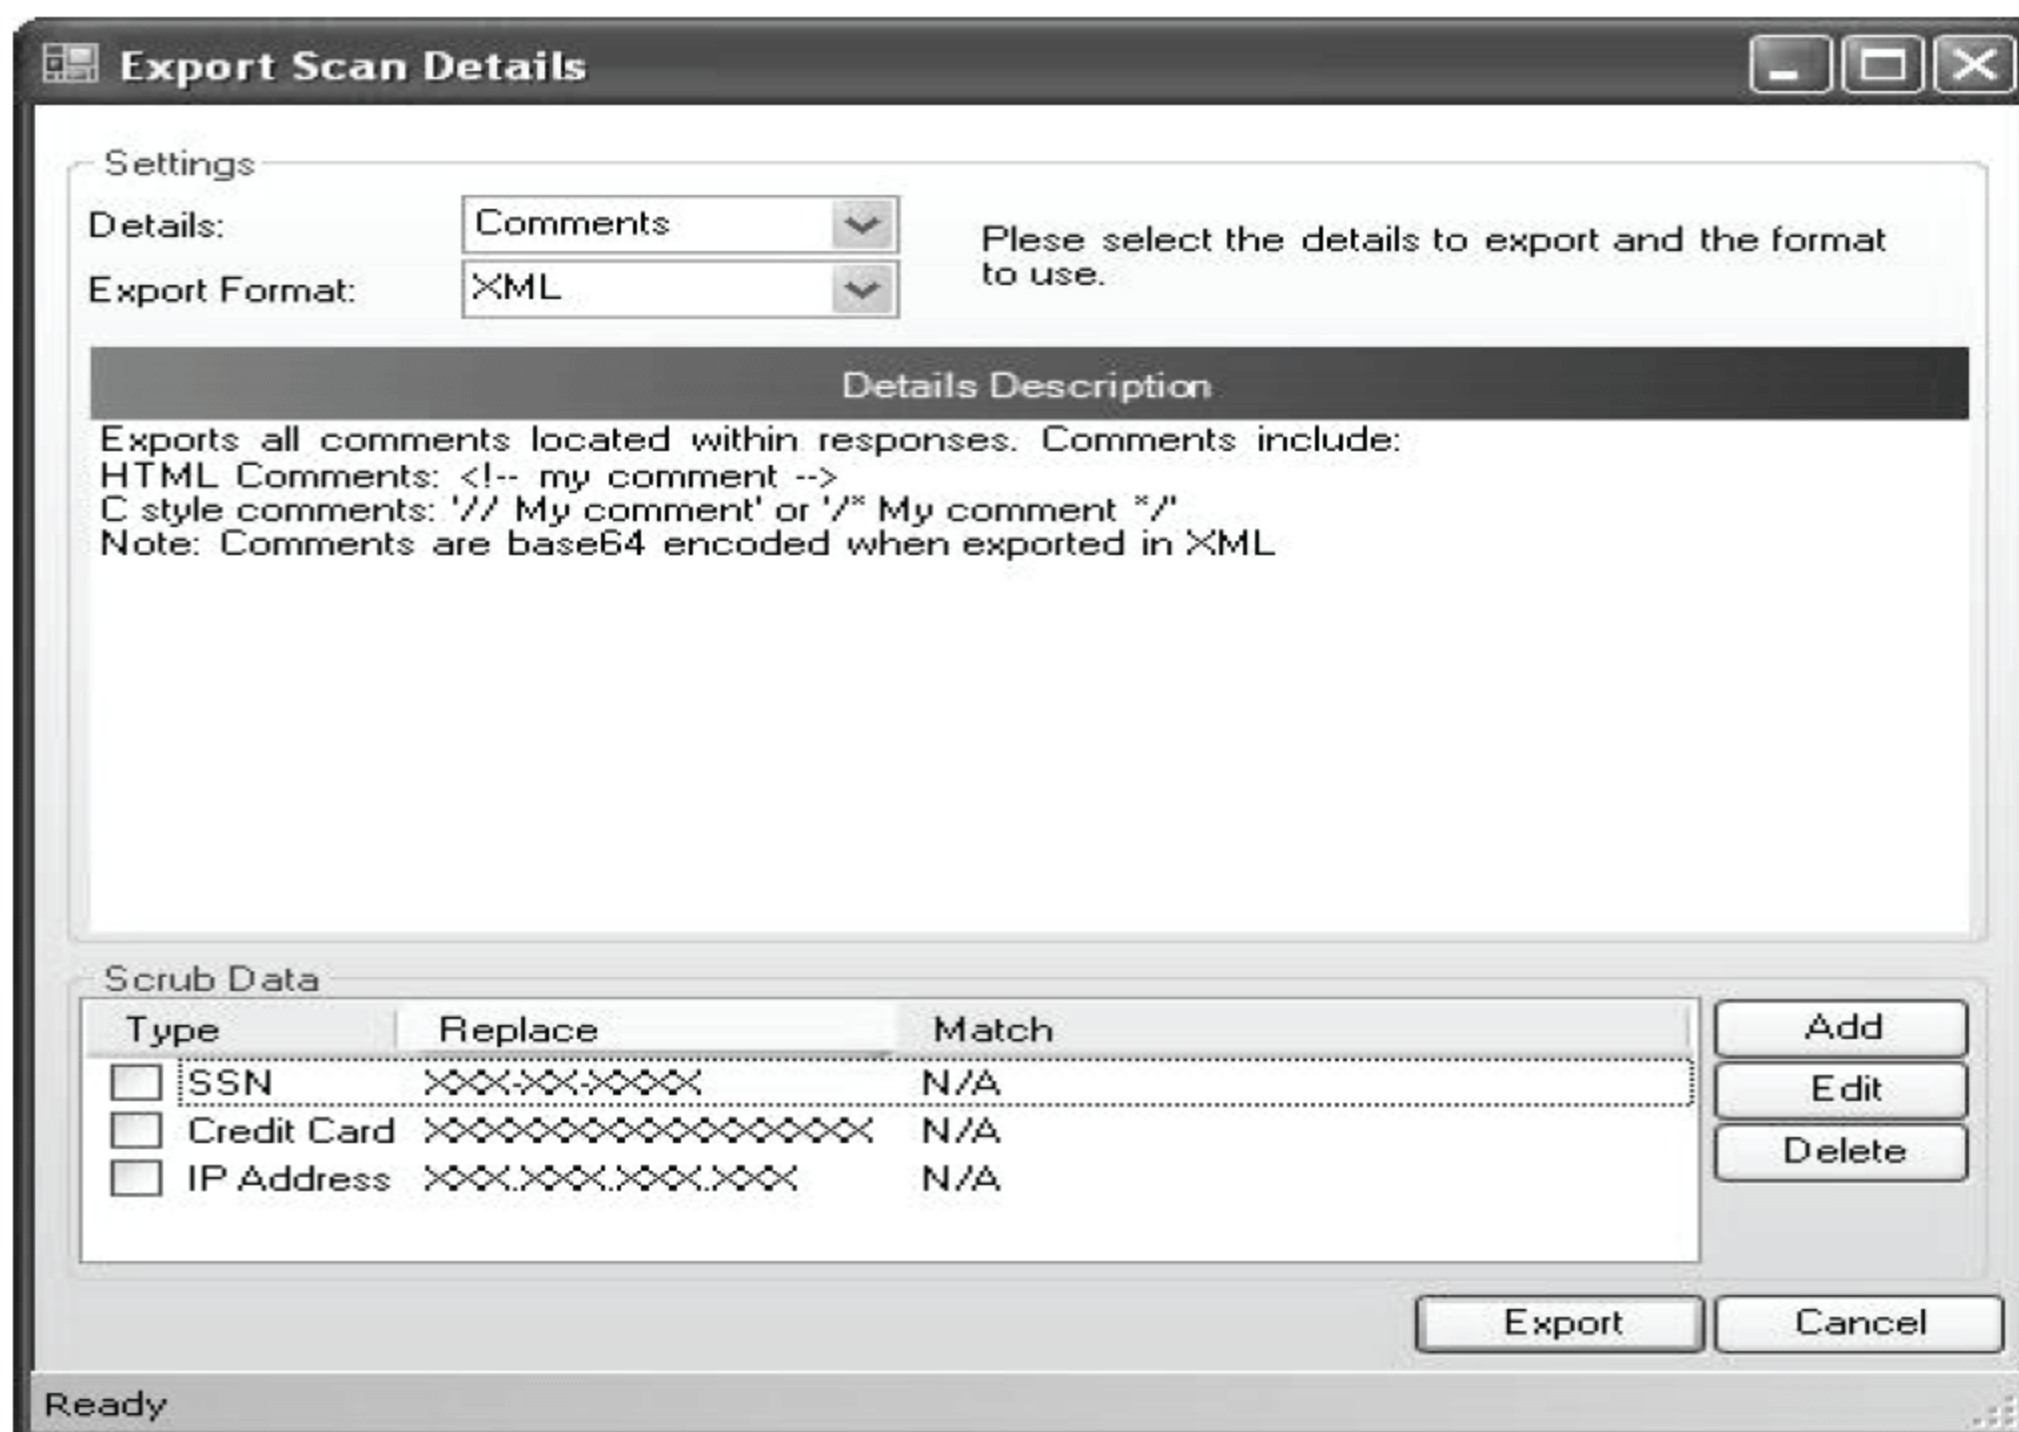 Export Scan Details
Settings
Details: Comments
Export Format: XML
Plese select the details to export and the format
to use.
Details Description
Exports all comments located within responses. Comments include:
HTML Comments: <!-- my comment -->
C style comments: '// My comment' or '/* My comment */'
Note: Comments are base64 encoded when exported in XML
Scrub Data
Type Replace Match
SSN XXX-XX-XXXX N/A
Credit Card XXXXXXXXXXXXXXXX N/A
IP Address XXX.XXX.XXX.XXX N/A
Add
Edit
Delete
Export Cancel
Ready